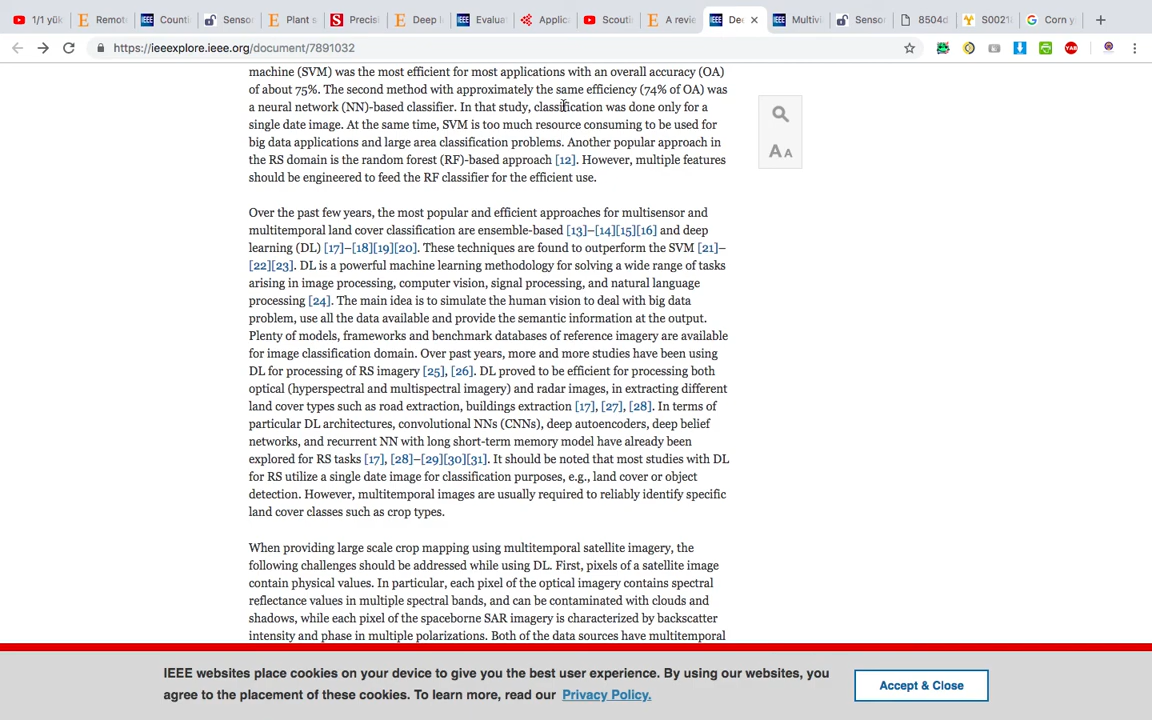 1/1 yük
Remote
Counti
Sensor
Plant s
Precisi
Deep l
Evalua
Applic
Scouti
A revie
Dee
Multivi
Sensor
8504d
S0021
Corn y
https://ieeexplore.ieee.org/document/7891032
machine (SVM) was the most efficient for most applications with an overall accuracy (OA)
of about 75%. The second method with approximately the same efficiency (74% of OA) was
a neural network (NN)-based classifier. In that study, classification was done only for a
single date image. At the same time, SVM is too much resource consuming to be used for
big data applications and large area classification problems. Another popular approach in
the RS domain is the random forest (RF)-based approach [12]. However, multiple features
should be engineered to feed the RF classifier for the efficient use.
Over the past few years, the most popular and efficient approaches for multisensor and
multitemporal land cover classification are ensemble-based [13]–[14][15][16] and deep
learning (DL) [17]–[18][19][20]. These techniques are found to outperform the SVM [21]–
[22][23]. DL is a powerful machine learning methodology for solving a wide range of tasks
arising in image processing, computer vision, signal processing, and natural language
processing [24]. The main idea is to simulate the human vision to deal with big data
problem, use all the data available and provide the semantic information at the output.
Plenty of models, frameworks and benchmark databases of reference imagery are available
for image classification domain. Over past years, more and more studies have been using
DL for processing of RS imagery [25], [26]. DL proved to be efficient for processing both
optical (hyperspectral and multispectral imagery) and radar images, in extracting different
land cover types such as road extraction, buildings extraction [17], [27], [28]. In terms of
particular DL architectures, convolutional NNs (CNNs), deep autoencoders, deep belief
networks, and recurrent NN with long short-term memory model have already been
explored for RS tasks [17], [28]–[29][30][31]. It should be noted that most studies with DL
for RS utilize a single date image for classification purposes, e.g., land cover or object
detection. However, multitemporal images are usually required to reliably identify specific
land cover classes such as crop types.
When providing large scale crop mapping using multitemporal satellite imagery, the
following challenges should be addressed while using DL. First, pixels of a satellite image
contain physical values. In particular, each pixel of the optical imagery contains spectral
reflectance values in multiple spectral bands, and can be contaminated with clouds and
shadows, while each pixel of the spaceborne SAR imagery is characterized by backscatter
intensity and phase in multiple polarizations. Both of the data sources have multitemporal
IEEE websites place cookies on your device to give you the best user experience. By using our websites, you
agree to the placement of these cookies. To learn more, read our Privacy Policy.
Accept & Close